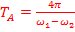 T_A = 4π / (ω₁ − ω₂)